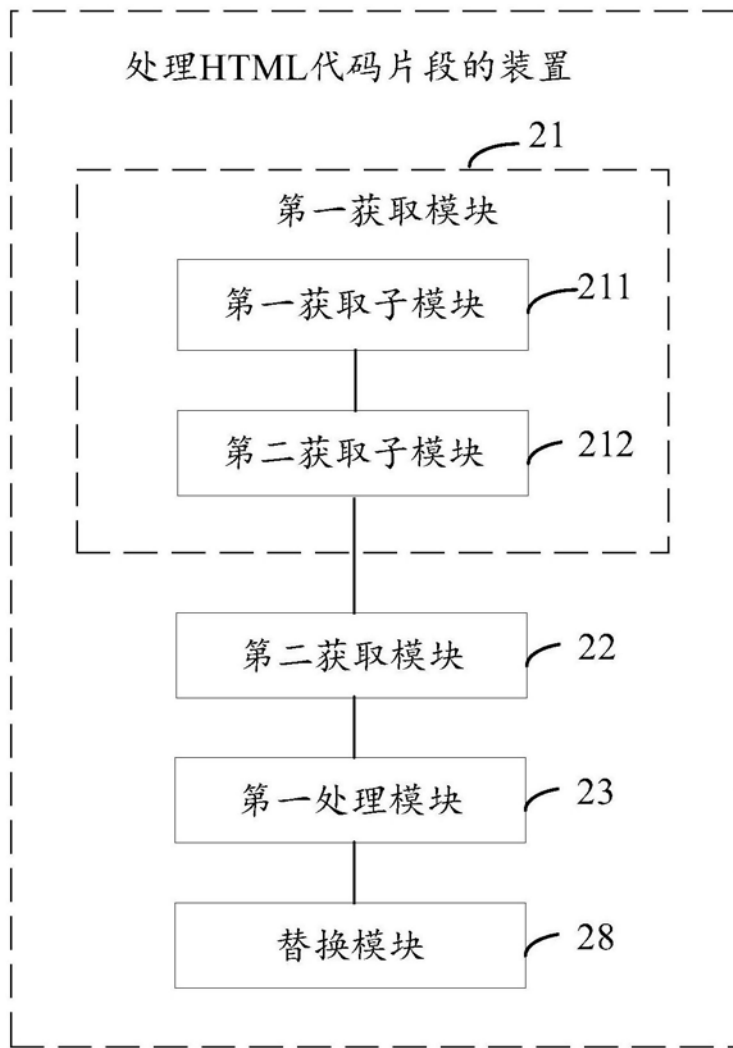 处理HTML代码片段的装置
21
第一获取模块
第一获取子模块
211
第二获取子模块
212
第二获取模块
22
第一处理模块
23
替换模块
28